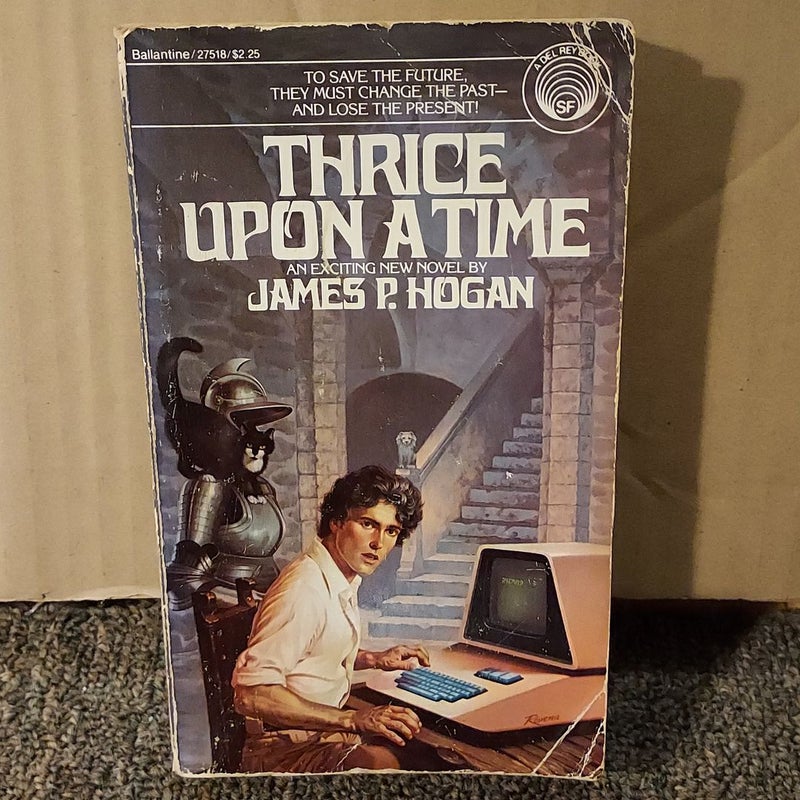 Ballantine/27518/$2.25
A DEL REY BOOK
SF
TO SAVE THE FUTURE,
THEY MUST CHANGE THE PAST—
AND LOSE THE PRESENT!
THRICE
UPON A TIME
AN EXCITING NEW NOVEL BY
JAMES P. HOGAN